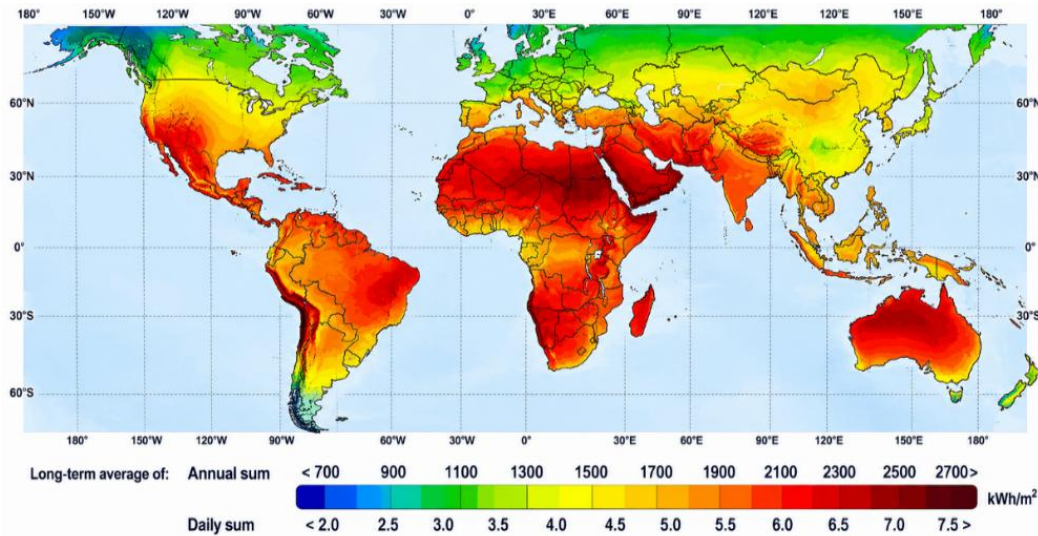 180° 150°W 120°W 90°W 60°W 20°W 0° 30°E 60°E 70°E 90°E 120°E 150°E 180°
60°N 60°N
30°N 30°N
0° 0°
30°S 30°S
60°S 60°S
180° 150°W 120°W 90°W 60°W 20°W 0° 30°E 60°E 90°E 120°E 150°E 180°
Long-term average of: Annual sum < 700 900 1100 1300 1500 1700 1900 2100 2300 2500 2700 >
kWh/m²
Daily sum < 2.0 2.5 3.0 3.5 4.0 4.5 5.0 5.5 6.0 6.5 7.0 7.5 >